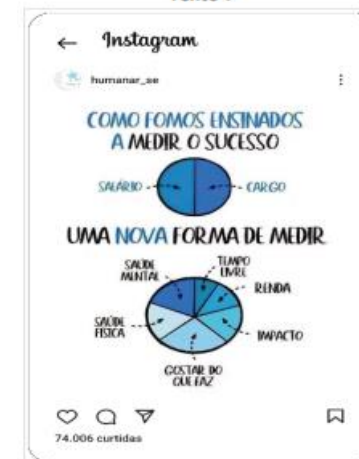 Instagram
humanar_se
COMO FOMOS ENSINADOS
A MEDIR O SUCESSO
SALÁRIO
CARGO
UMA NOVA FORMA DE MEDIR
SAÚDE
MENTAL
TEMPO
LIVRE
RENDA
SAÚDE
FÍSICA
IMPACTO
GOSTAR DO
QUE FAZ
74.006 curtidas